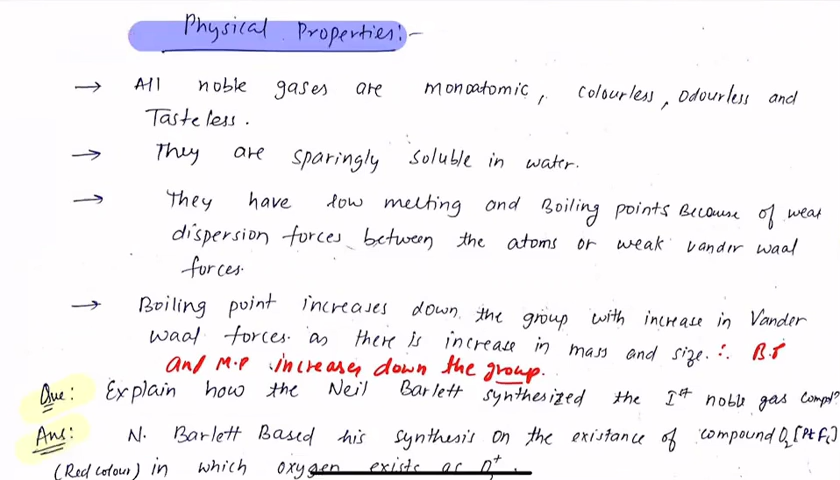 Physical Properties:-
→ All noble gases are monoatomic, colourless, odourless and
Tasteless.
→ They are sparingly soluble in water.
→ They have low melting and Boiling points Because of weak
dispersion forces between the atoms or weak vander waal
forces.
→ Boiling point increases down the group with increase in Vander
waal forces as there is increase in mass and size. ∴ B.P
And M.P increases down the group.
Que: Explain how the Neil Barlett synthesized the Ist noble gas compd?
Ans: N. Barlett Based his synthesis on the existance of compound O2[PtF6]
(Red colour) in which oxygen exists as O2+.